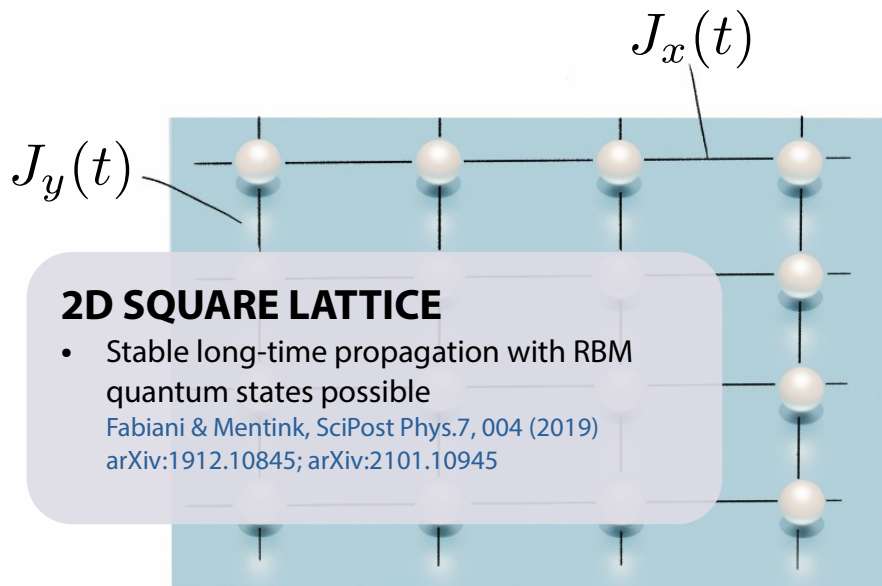 J_x(t)
J_y(t)
2D SQUARE LATTICE
• Stable long-time propagation with RBM
quantum states possible
Fabiani & Mentink, SciPost Phys.7, 004 (2019)
arXiv:1912.10845; arXiv:2101.10945